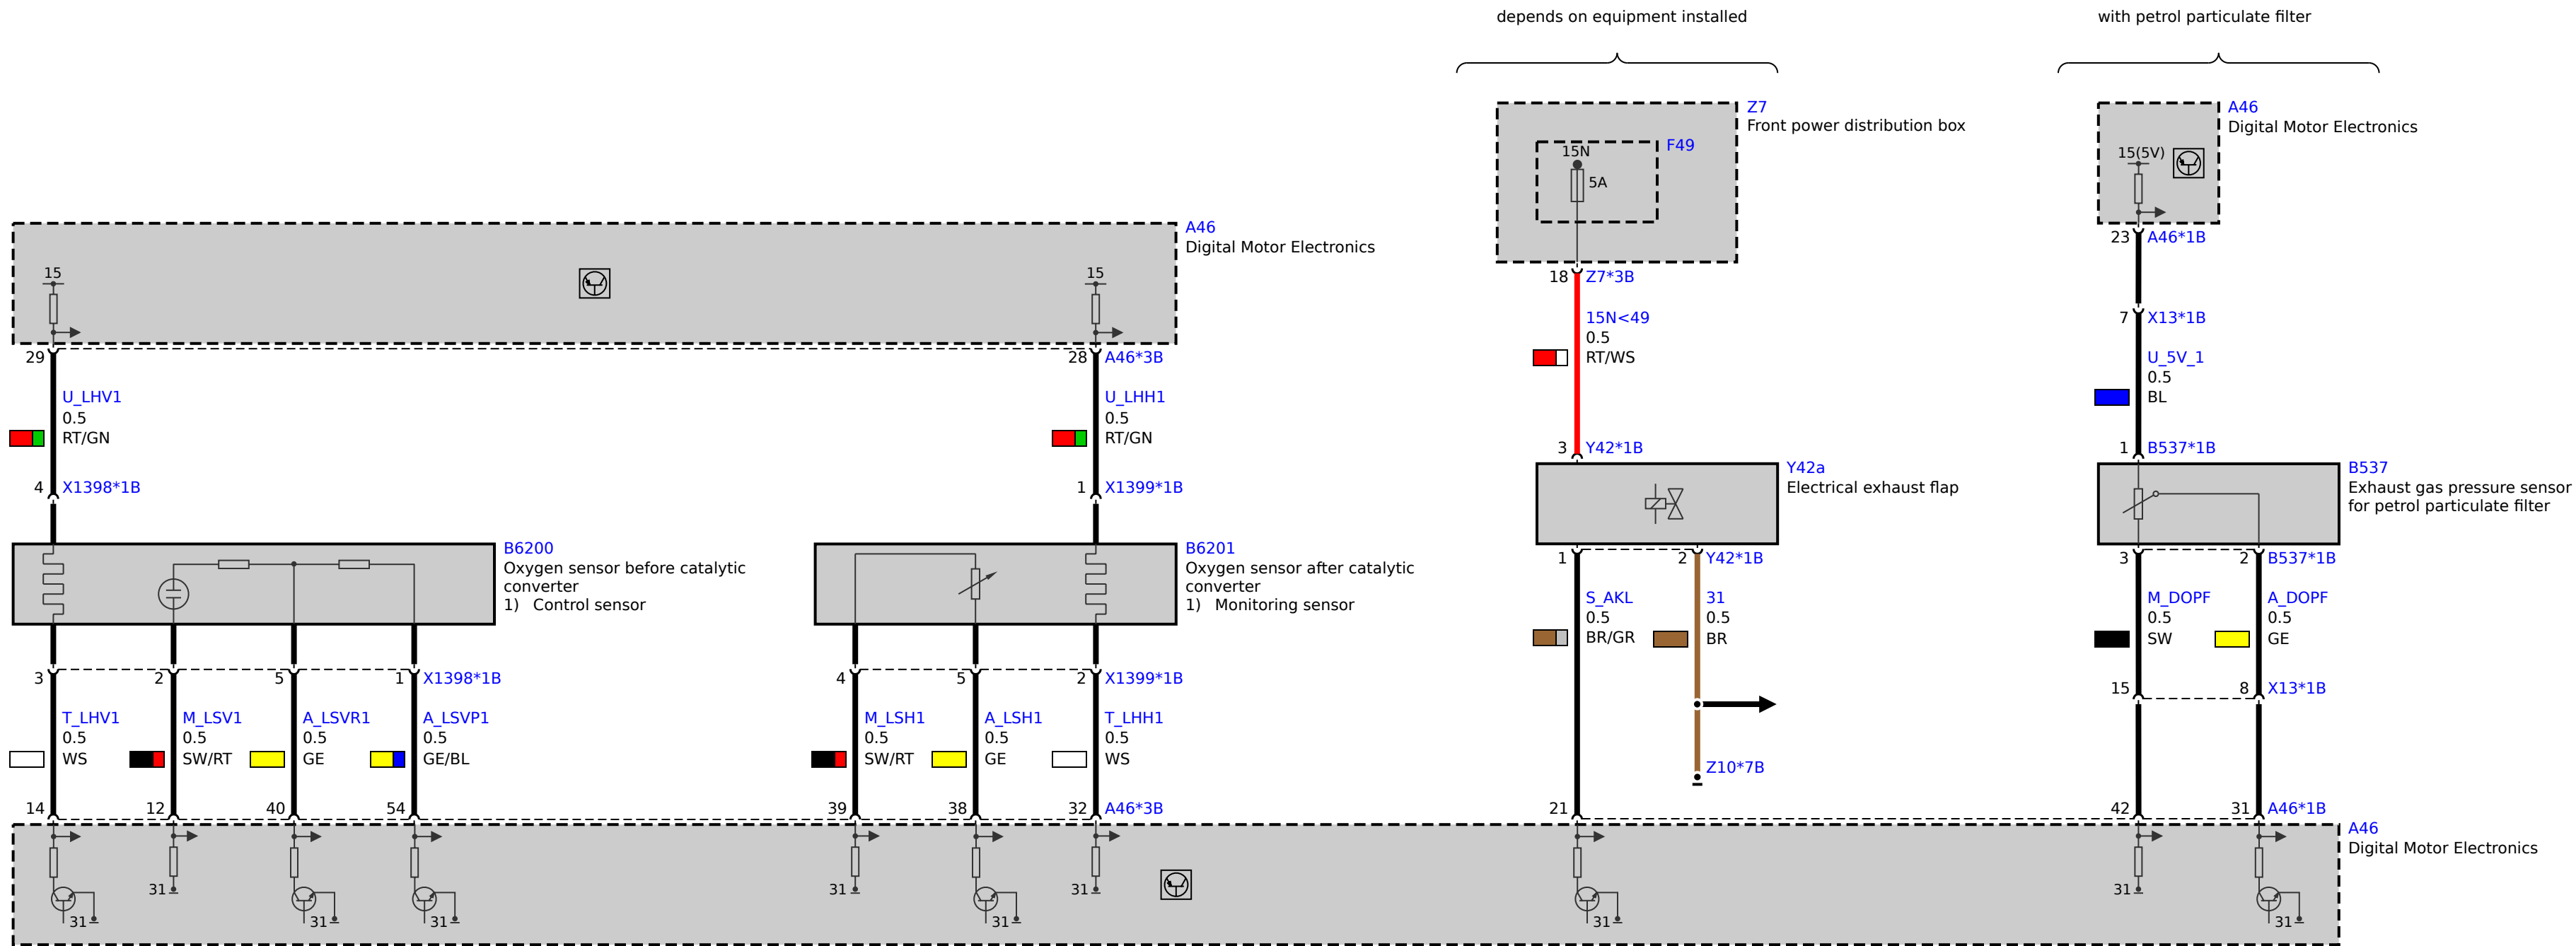 depends on equipment installed
with petrol particulate filter
Z7
Front power distribution box
F49
15N
5A
A46
Digital Motor Electronics
15(5V)
A46
Digital Motor Electronics
15
15
23 A46*1B
18 Z7*3B
15N<49
0.5
RT/WS
7 X13*1B
U_5V_1
0.5
BL
29
28 A46*3B
U_LHV1
0.5
RT/GN
U_LHH1
0.5
RT/GN
3 Y42*1B
1 B537*1B
4 X1398*1B
1 X1399*1B
Y42a
Electrical exhaust flap
B537
Exhaust gas pressure sensor
for petrol particulate filter
B6200
Oxygen sensor before catalytic
converter
1) Control sensor
B6201
Oxygen sensor after catalytic
converter
1) Monitoring sensor
1
2 Y42*1B
3
2 B537*1B
S_AKL
0.5
BR/GR
31
0.5
BR
M_DOPF
0.5
SW
A_DOPF
0.5
GE
3
2
5
1 X1398*1B
4
5
2 X1399*1B
15
8 X13*1B
T_LHV1
0.5
WS
M_LSV1
0.5
SW/RT
A_LSVR1
0.5
GE
A_LSVP1
0.5
GE/BL
M_LSH1
0.5
SW/RT
A_LSH1
0.5
GE
T_LHH1
0.5
WS
Z10*7B
14
12
40
54
39
38
32 A46*3B
21
42
31 A46*1B
A46
Digital Motor Electronics
31
31
31
31
31
31
31
31
31
31